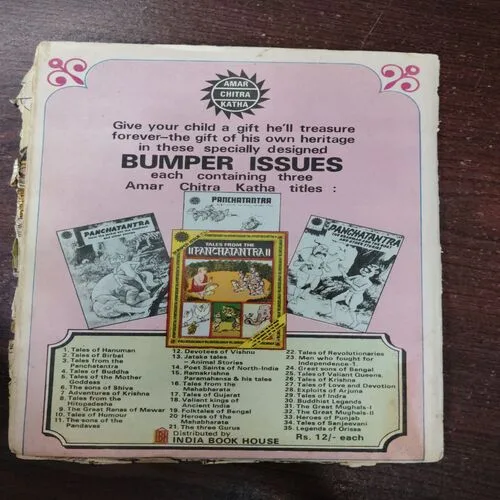 AMAR
CHITRA
KATHA
Give your child a gift he'll treasure
forever—the gift of his own heritage
in these specially designed
BUMPER ISSUES
each containing three
Amar Chitra Katha titles :
PANCHATANTRA
PANCHATANTRA
TALES FROM THE
PANCHATANTRA
PANCHATANTRA
1. Tales of Hanuman
2. Tales of Birbal
3. Tales from the
Panchatantra
4. Tales of Buddha
5. Tales of the Mother
Goddess
6. The sons of Shiva
7. Adventures of Krishna
8. Tales from the
Hitopadesha
9. The Great Ranas of Mewar
10. Tales of Humour
11. The sons of the
Pandavas
12. Devotees of Vishnu
13. Jataka tales
– Animal Stories
14. Poet Saints of North-India
15. Ramakrishna
Paramahansa & his tales
16. Tales from the
Mahabharata
17. Tales of Gujarat
18. Valiant kings of
ancient India
19. Folktales of Bengal
20. Heroes of the
Mahabharata
21. The three Gurus
22. Tales of Revolutionaries
23. Men who fought for
Independence-1.
24. Great sons of Bengal
25. Tales of Valiant Queens.
26. Tales of Krishna
27. Tales of Love and Devotion
28. Exploits of Arjuna
29. Tales of Indra
30. Buddhist Legends
31. The Great Mughals-I
32. The Great Mughals-II
33. Heroes of Punjab
34. Tales of Sanjeevani
35. Legends of Orissa
IBH
Distributed by
INDIA BOOK HOUSE
Rs. 12/- each